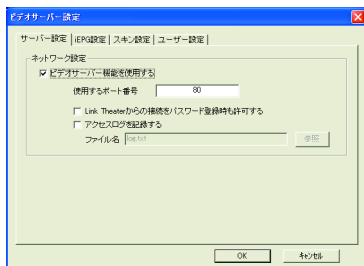 ビデオサーバー設定
サーバー設定 iEPG設定 スキン設定 ユーザー設定
ネットワーク設定
ビデオサーバー機能を使用する
使用するポート番号 80
Link Theaterからの接続をパスワード登録時も許可する
アクセスログを記録する
ファイル名 log.txt 参照
OK キャンセル